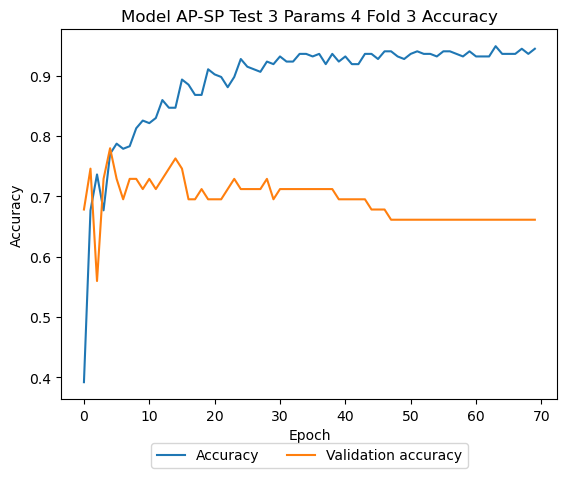 Model AP-SP Test 3 Params 4 Fold 3 Accuracy
Accuracy
0.9
0.8
0.7
0.6
0.5
0.4
0 10 20 30 40 50 60 70
Epoch
Accuracy Validation accuracy